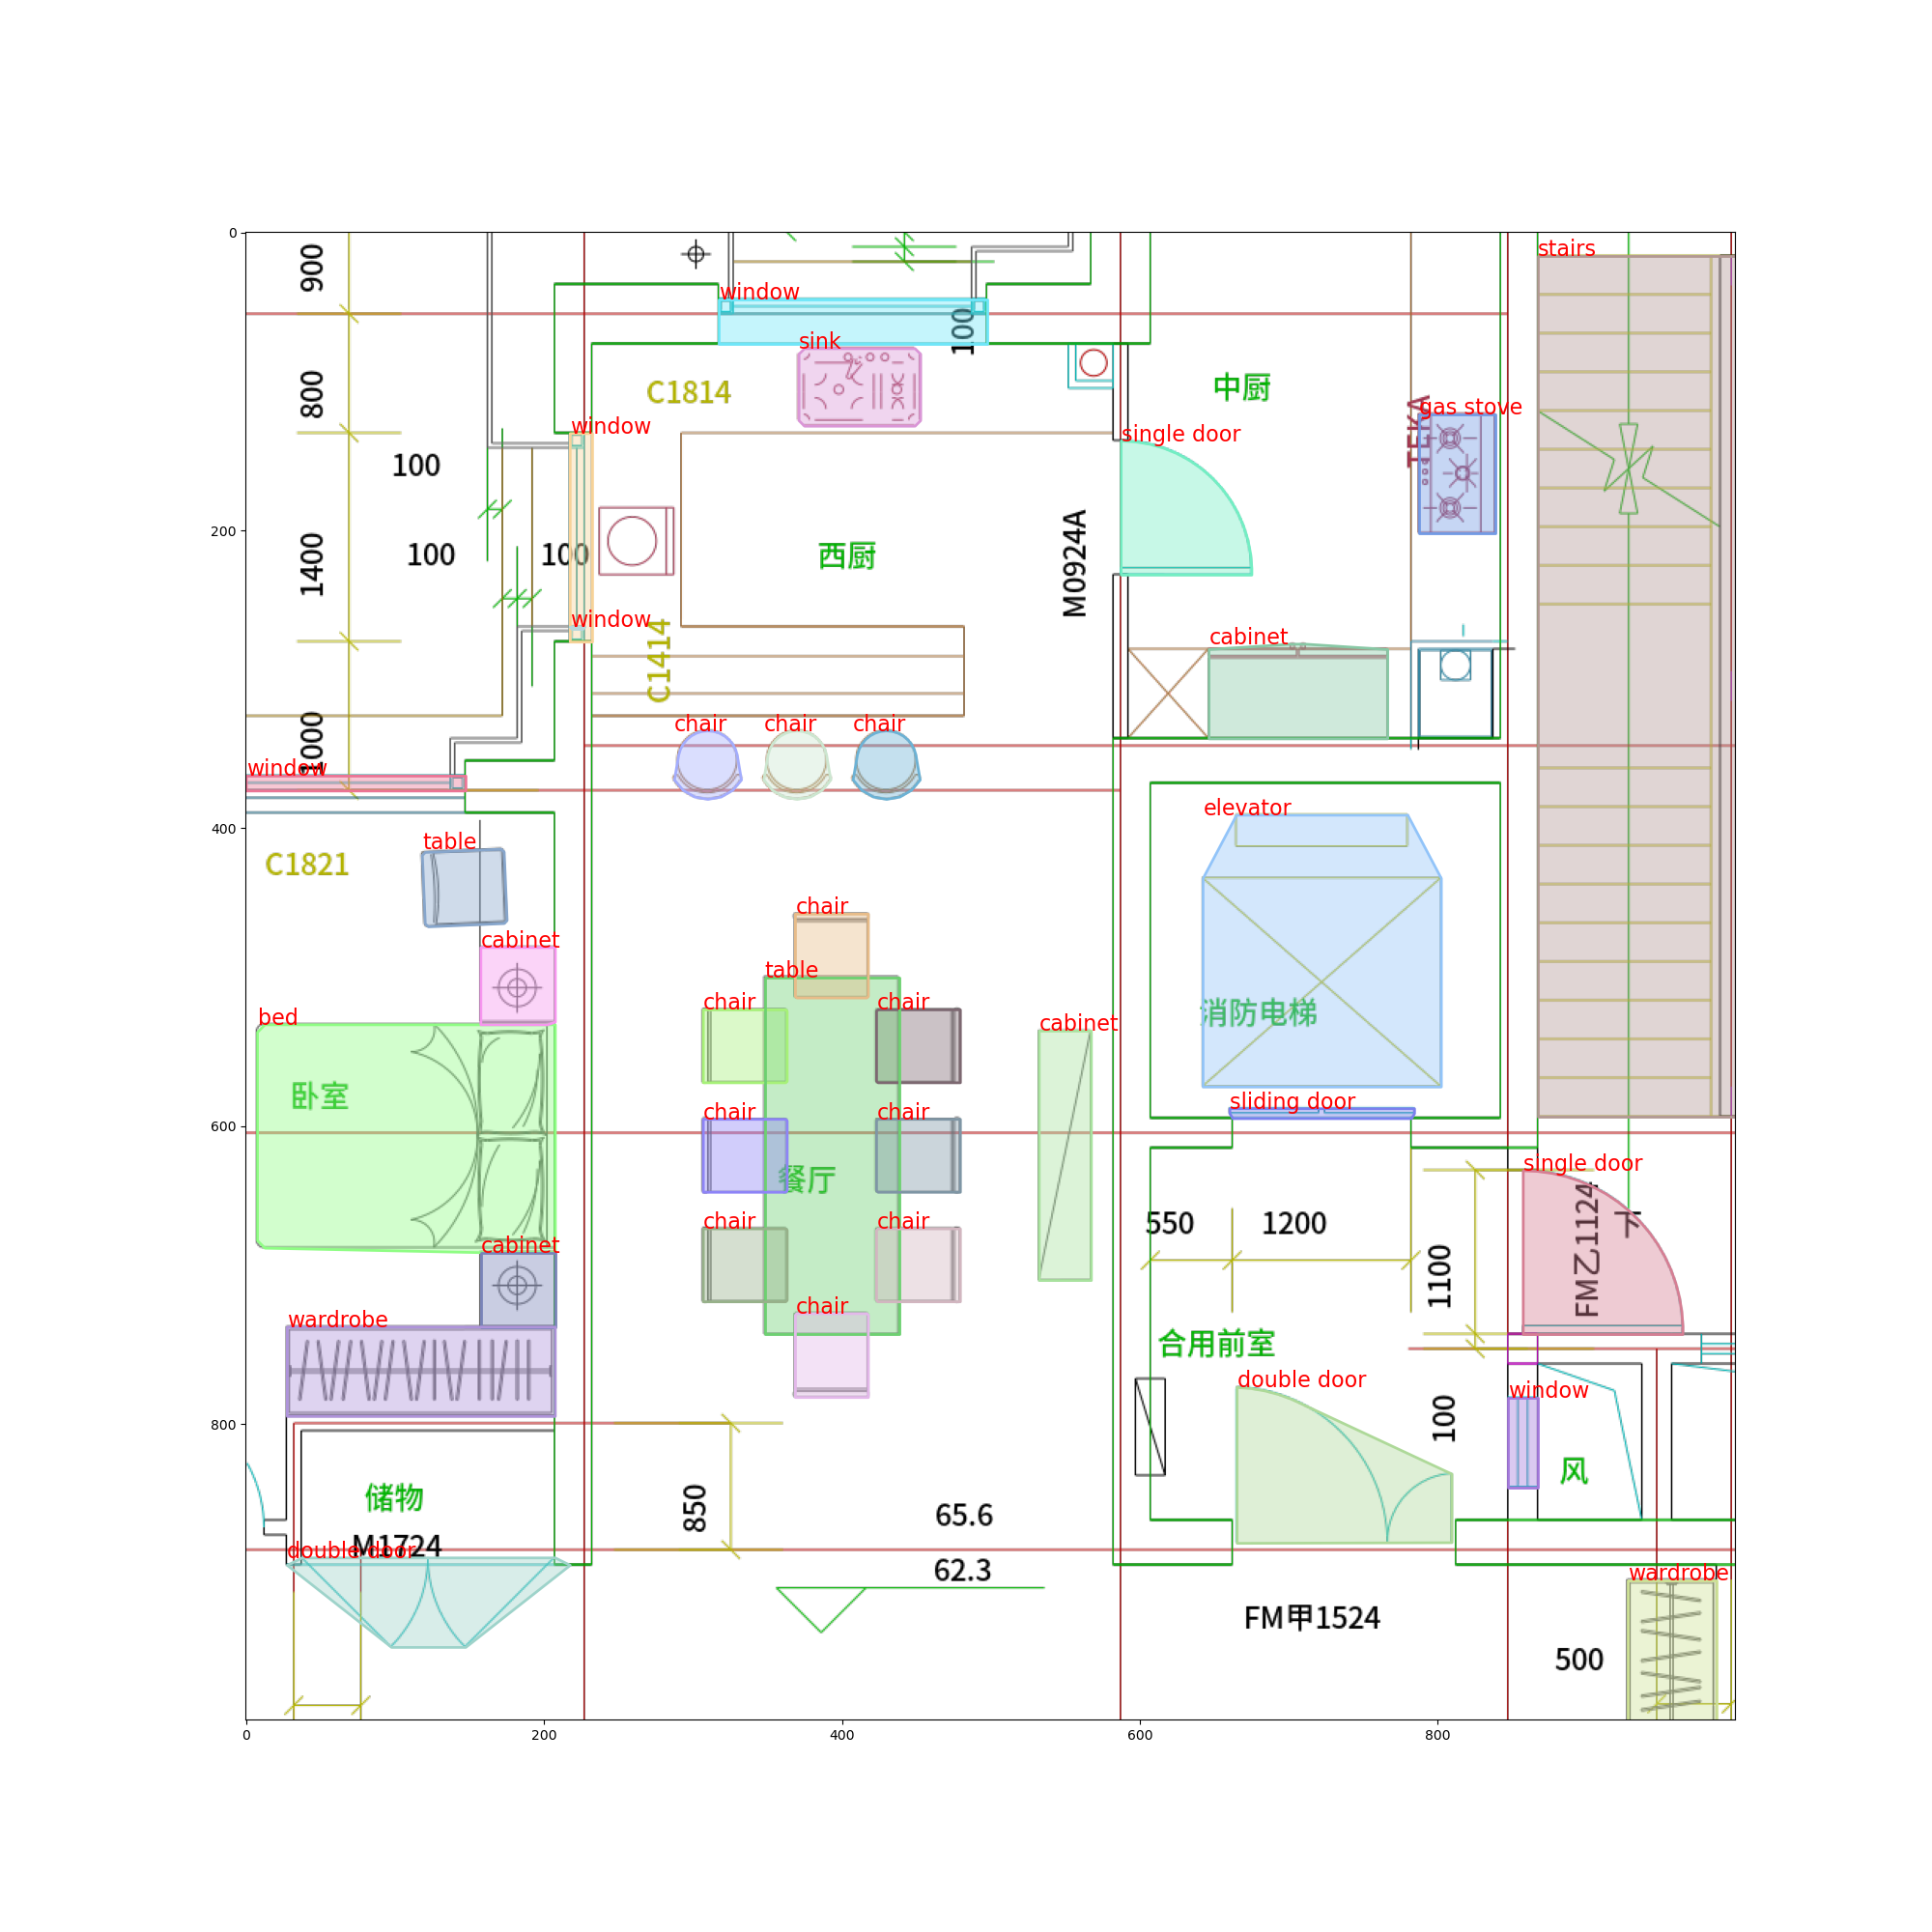 0
200
400
600
800
0
200
400
600
800
900
800
1400
1000
100
100
100
100
window
sink
C1814
中厨
TEKA
gas stove
stairs
window
single door
西厨
M0924A
window
C1414
cabinet
chair
chair
chair
window
table
C1821
elevator
消防电梯
cabinet
chair
table
bed
卧室
chair
chair
cabinet
chair
chair
餐厅
sliding door
chair
chair
cabinet
single door
FM乙1124
下
550
1200
1100
wardrobe
chair
合用前室
double door
window
100
风
储物
850
65.6
M1724
double door
62.3
FM甲1524
wardrobe
500